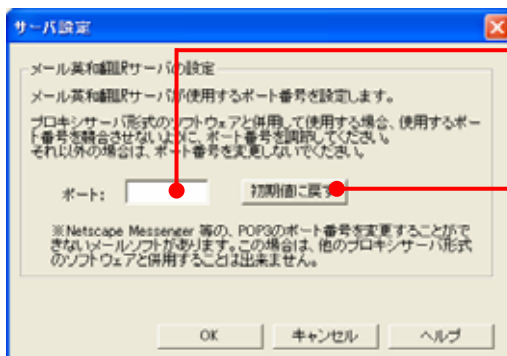 サーバ設定
メール英和翻訳サーバの設定
メール英和翻訳サーバが使用するポート番号を設定します。
プロキシサーバ形式のソフトウェアと併用して使用する場合、使用するポー
ト番号を競合させないように、ポート番号を調節してください。
それ以外の場合は、ポート番号を変更しないでください。
ポート:
初期値に戻す
※Netscape Messenger 等の、POP3のポート番号を変更することがで
きないメールソフトがあります。この場合は、他のプロキシサーバ形式
のソフトウェアと併用することは出来ません。
OK
キャンセル
ヘルプ